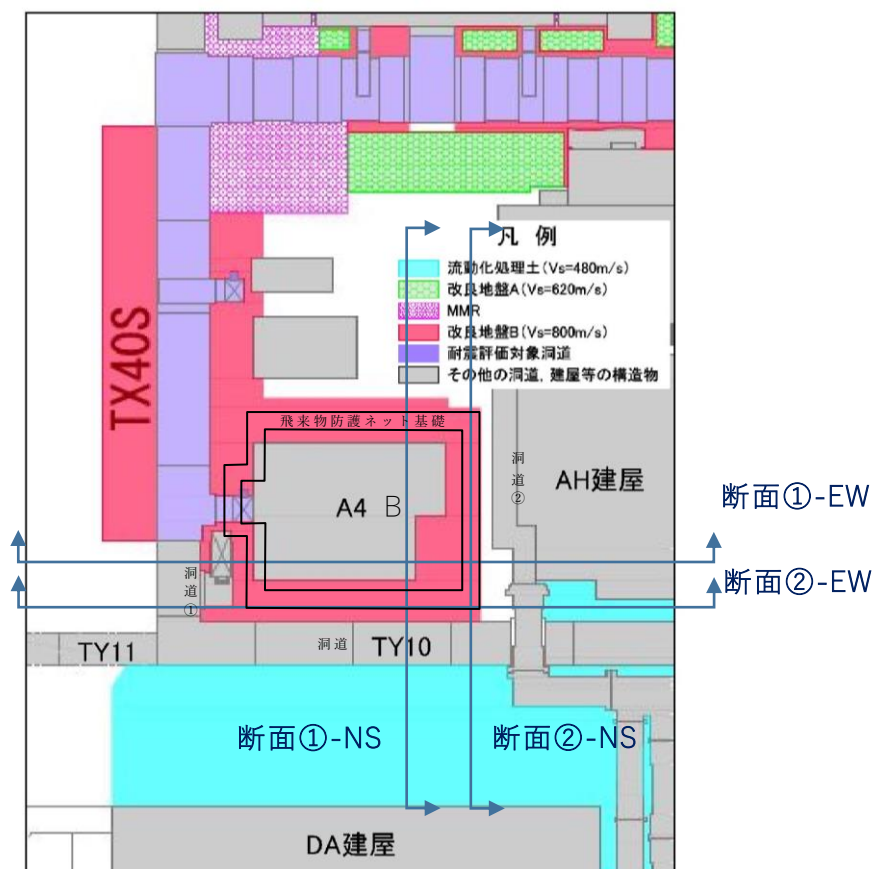 凡 例
流動化処理土(Vs=480m/s)
改良地盤A(Vs=620m/s)
MMR
改良地盤B(Vs=800m/s)
耐震評価対象洞道
その他の洞道，建屋等の構造物
TX40S
飛来物防護ネット基礎
洞道②
AH建屋
A4 B
断面①-EW
断面②-EW
洞道①
TY11
洞道
TY10
断面①-NS
断面②-NS
DA建屋